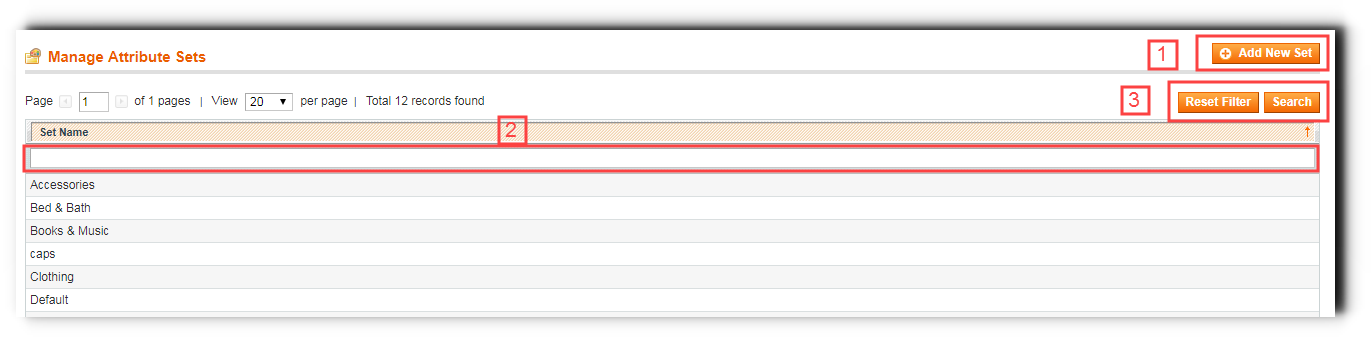 Manage Attribute Sets
1
Add New Set
Page 1 of 1 pages | View 20 per page | Total 12 records found
3
Reset Filter Search
Set Name
2
Accessories
Bed & Bath
Books & Music
caps
Clothing
Default